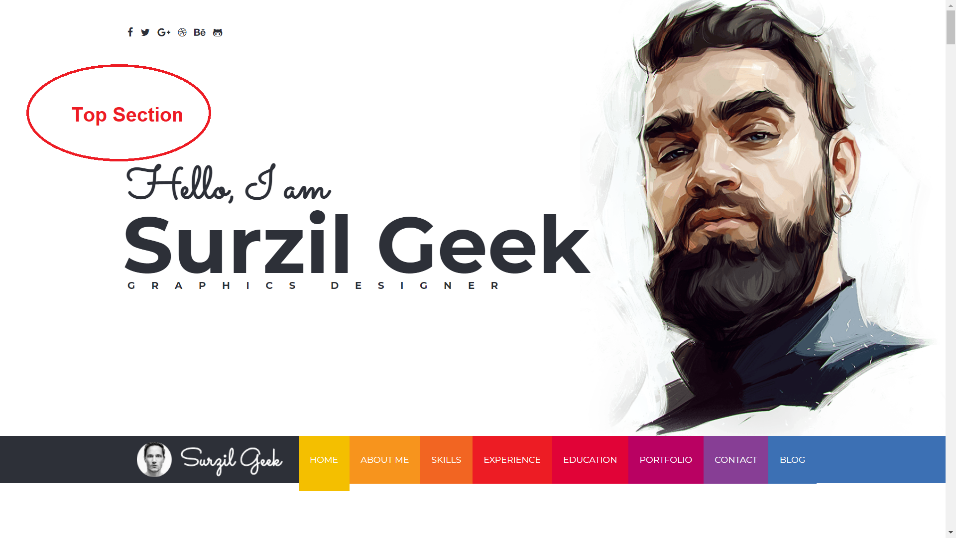 Bē
Top Section
Hello, I am
Surzil Geek
GRAPHICS DESIGNER
Surzil Geek HOME ABOUT ME SKILLS EXPERIENCE EDUCATION PORTFOLIO CONTACT BLOG